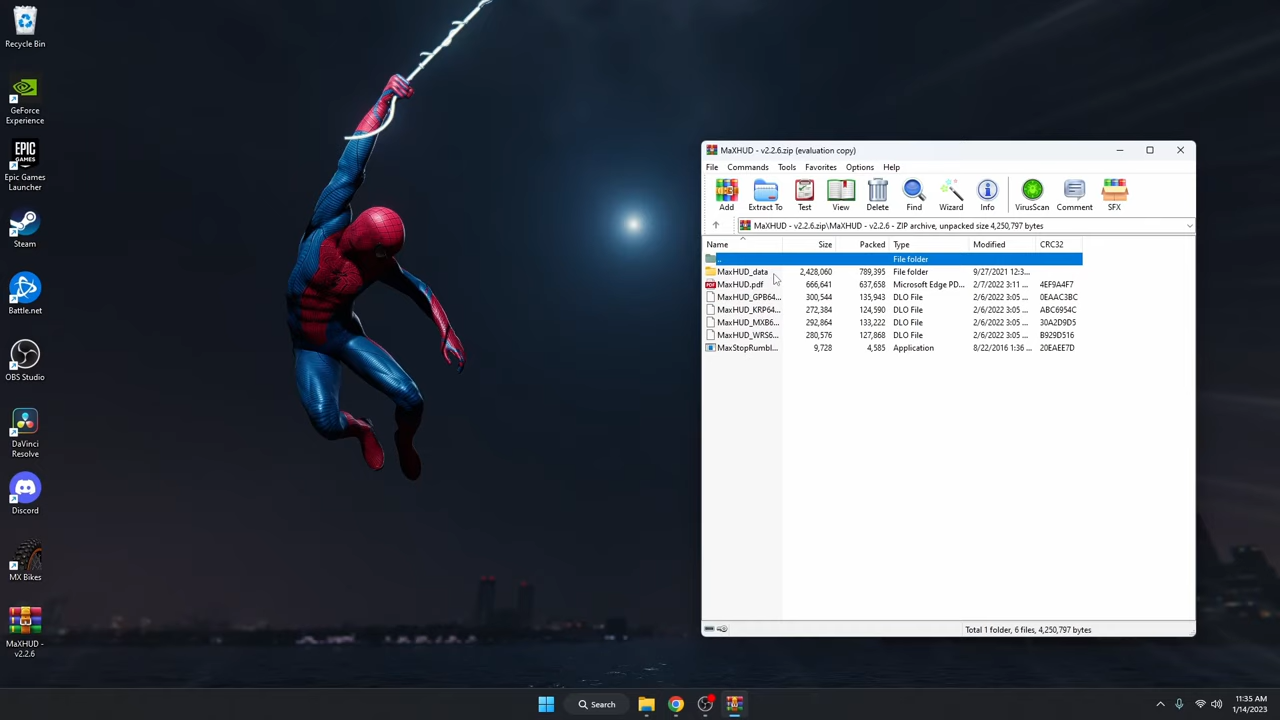 Recycle Bin
GeForce
Experience
EPIC
GAMES
Epic Games
Launcher
Steam
Battle.net
OBS Studio
DaVinci
Resolve
Discord
MX Bikes
MaXHUD -
v2.2.6
MaXHUD - v2.2.6.zip (evaluation copy)
File Commands Tools Favorites Options Help
Add Extract To Test View Delete Find Wizard Info VirusScan Comment SFX
MaXHUD - v2.2.6.zip\MaXHUD - v2.2.6 - ZIP archive, unpacked size 4,250,797 bytes
Name Size Packed Type Modified CRC32
.. File folder
MaxHUD_data 2,428,060 789,395 File folder 9/27/2021 12:3...
MaxHUD.pdf 666,641 637,658 Microsoft Edge PD... 2/7/2022 3:11 ... 4EF9A4F7
MaxHUD_GPB64... 300,544 135,943 DLO File 2/6/2022 3:05 ... 0EAAC3BC
MaxHUD_KRP64... 272,384 124,590 DLO File 2/6/2022 3:05 ... ABC6954C
MaxHUD_MXB6... 292,864 133,222 DLO File 2/6/2022 3:05 ... 30A2D9D5
MaxHUD_WRS6... 280,576 127,868 DLO File 2/6/2022 3:05 ... B929D516
MaxStopRumbl... 9,728 4,585 Application 8/22/2016 1:36 ... 20EAEE7D
Total 1 folder, 6 files, 4,250,797 bytes
Search
11:35 AM
1/14/2023